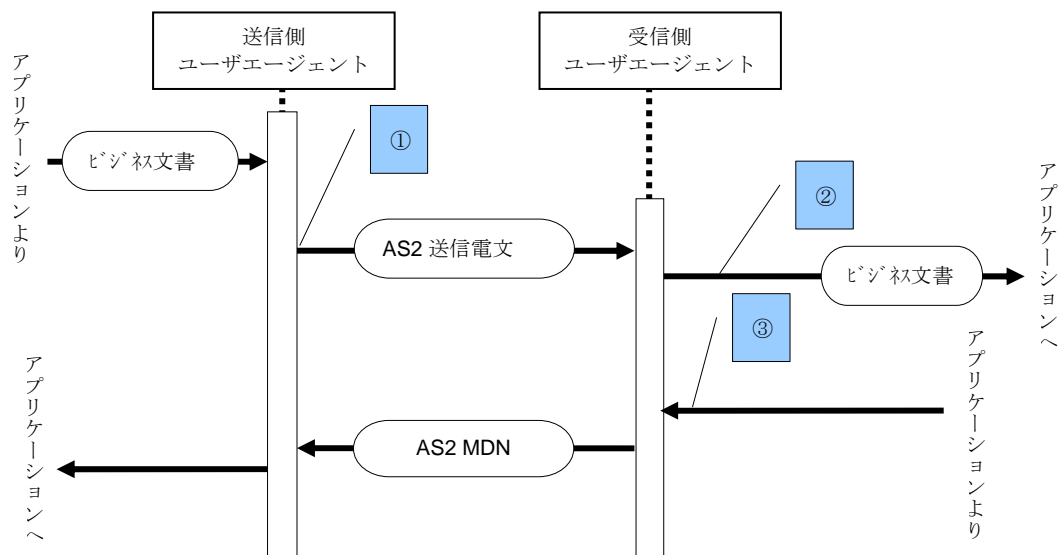 送信側
ユーザエージェント
受信側
ユーザエージェント
アプリケーションより
ﾋﾞｼﾞﾈｽ文書
①
AS2 送信電文
②
ﾋﾞｼﾞﾈｽ文書
アプリケーションへ
③
アプリケーションより
AS2 MDN
アプリケーションへ